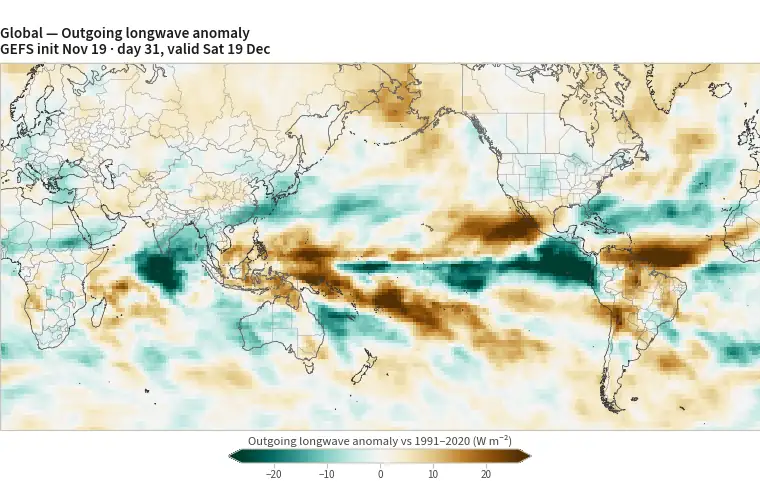 Global — Outgoing longwave anomaly
GEFS init Nov 19 · day 31, valid Sat 19 Dec
Outgoing longwave anomaly vs 1991–2020 (W m⁻²)
−20 −10 0 10 20